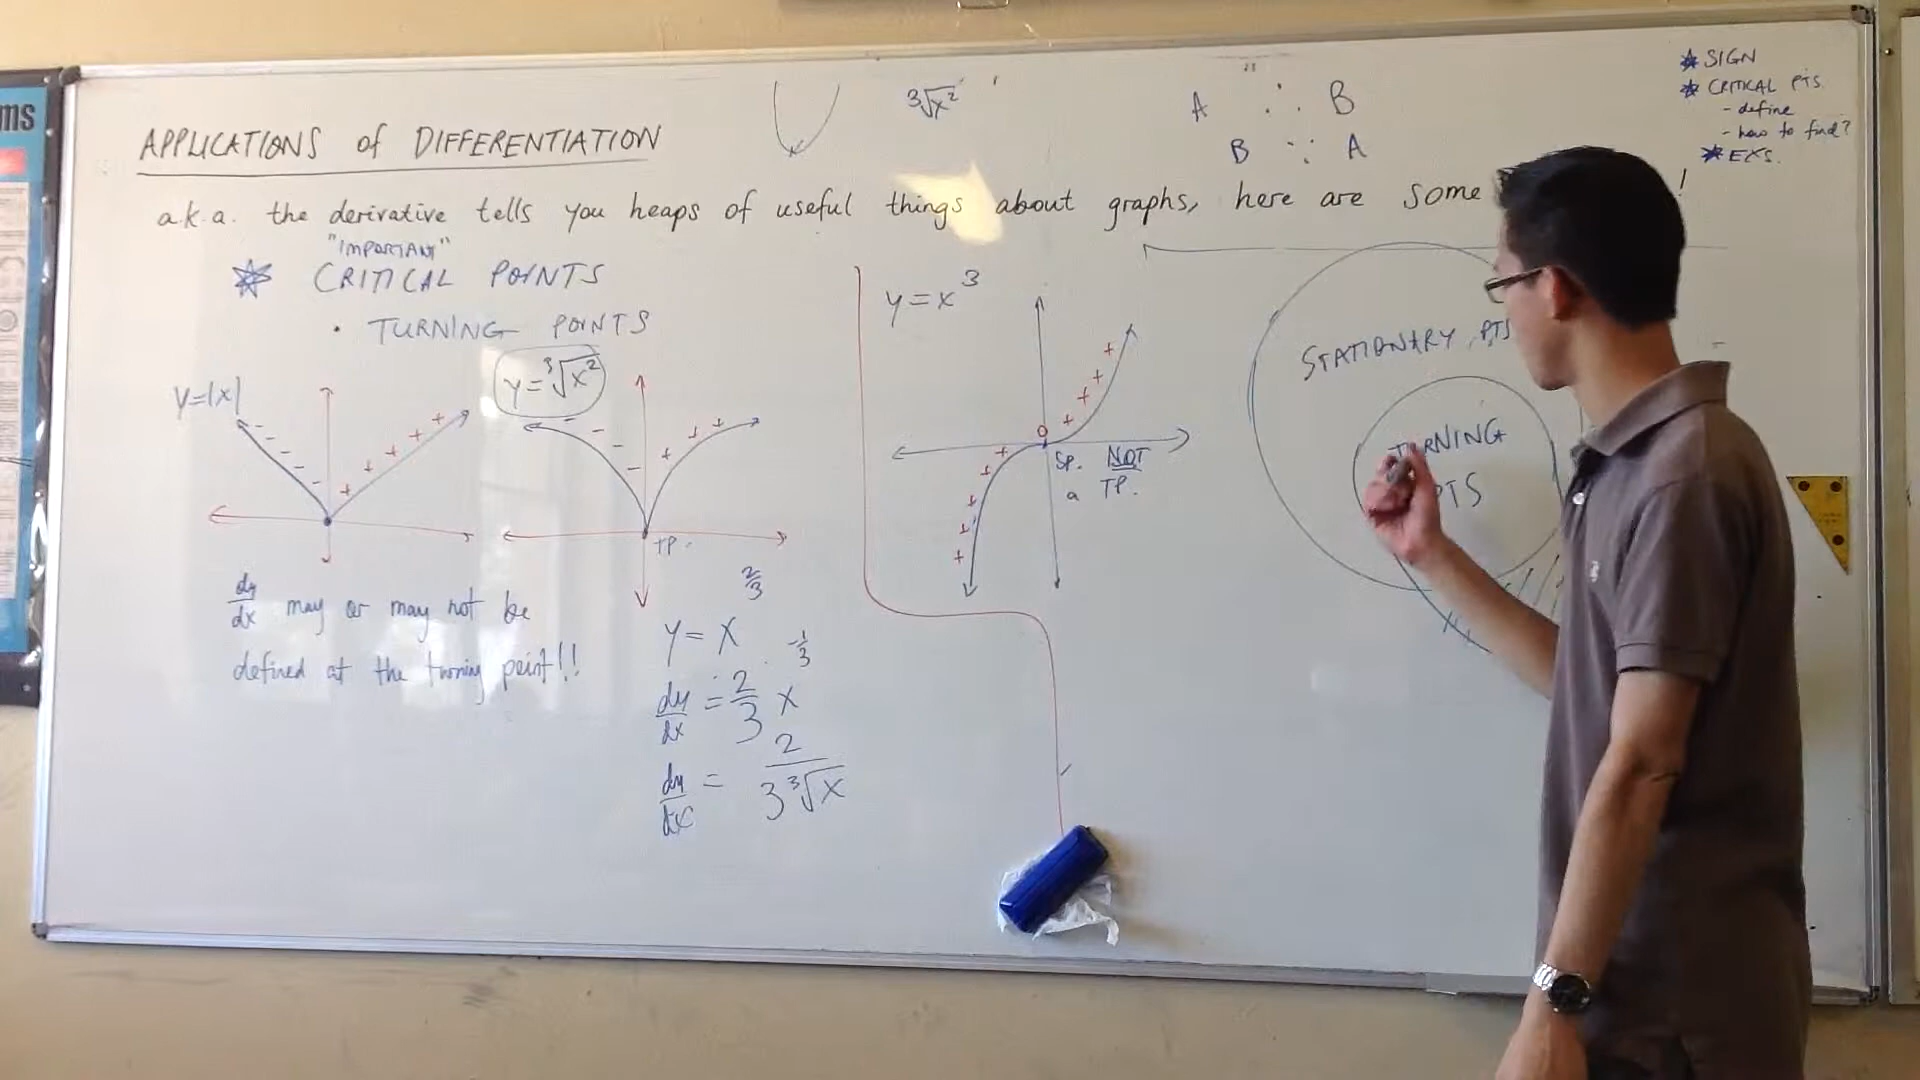 ms
★ SIGN
★ CRITICAL PTS.
- define
- how to find?
★ EXS.
∛x²
A ∴ B
B ∵ A
APPLICATIONS of DIFFERENTIATION
a.k.a. the derivative tells you heaps of useful things about graphs, here are some !
"IMPORTANT"
★ CRITICAL POINTS
• TURNING POINTS
y=|x|
y=∛x²
TP.
dy/dx may or may not be
defined at the turning point!!
y = x^(2/3)
dy/dx = 2/3 x^(-1/3)
dy/dx = 2/(3∛x)
y=x³
0
SP. NOT
a TP.
STATIONARY PTS
TURNING
PTS